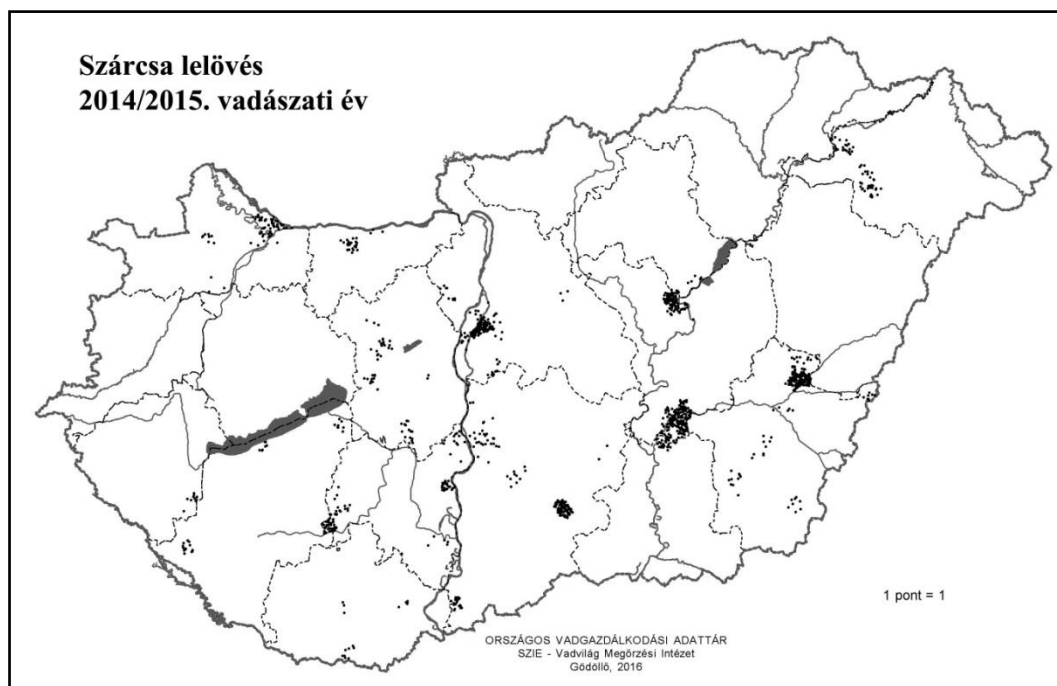 Szárcsa lelövés
2014/2015. vadászati év
1 pont = 1
ORSZÁGOS VADGAZDÁLKODÁSI ADATTÁR
SZIE - Vadvilág Megőrzési Intézet
Gödöllő, 2016